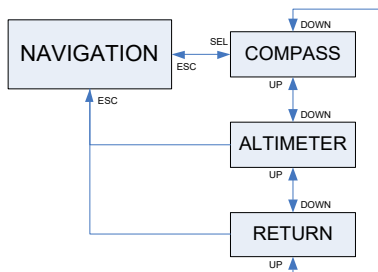 DOWN
NAVIGATION
SEL
ESC
COMPASS
ESC
UP
DOWN
ALTIMETER
UP
DOWN
RETURN
UP